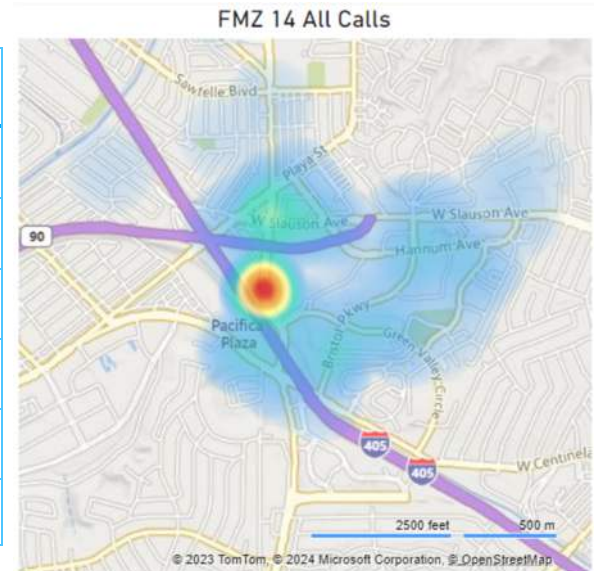 FMZ 14 All Calls
Sawtelle Blvd
Playa St
W Slauson Ave
W Slauson Ave
90
Hannum Ave
Pacifica
Plaza
Bristol Pkwy
Green Valley Circle
405
405
W Centinela
2500 feet
500 m
© 2023 TomTom, © 2024 Microsoft Corporation, © OpenStreetMap